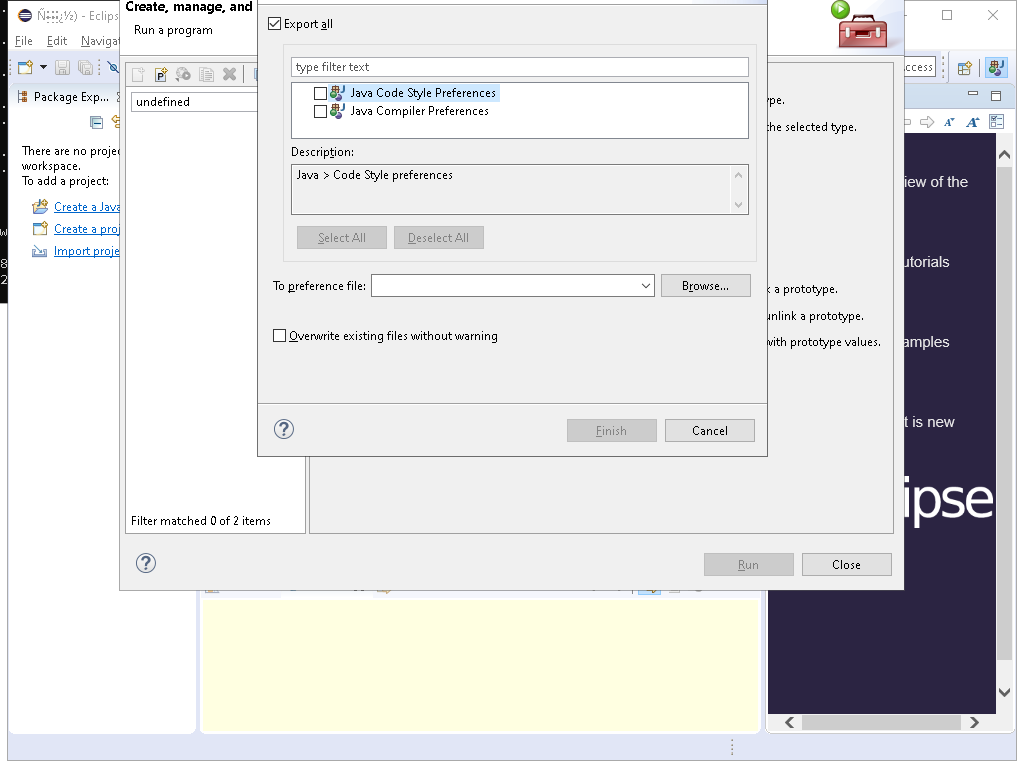 Ñ
½) - Eclips
File Edit Navigat
Package Exp...
There are no projec
workspace.
To add a project:
Create a Java
Create a proj
Import proje
Create, manage, and
Run a program
undefined
Filter matched 0 of 2 items
Export all
type filter text
Java Code Style Preferences
Java Compiler Preferences
Description:
Java > Code Style preferences
Select All Deselect All
To preference file:
Browse...
Overwrite existing files without warning
Finish Cancel
ype.
the selected type.
k a prototype.
unlink a prototype.
with prototype values.
Run Close
ccess
iew of the
utorials
amples
t is new
ipse